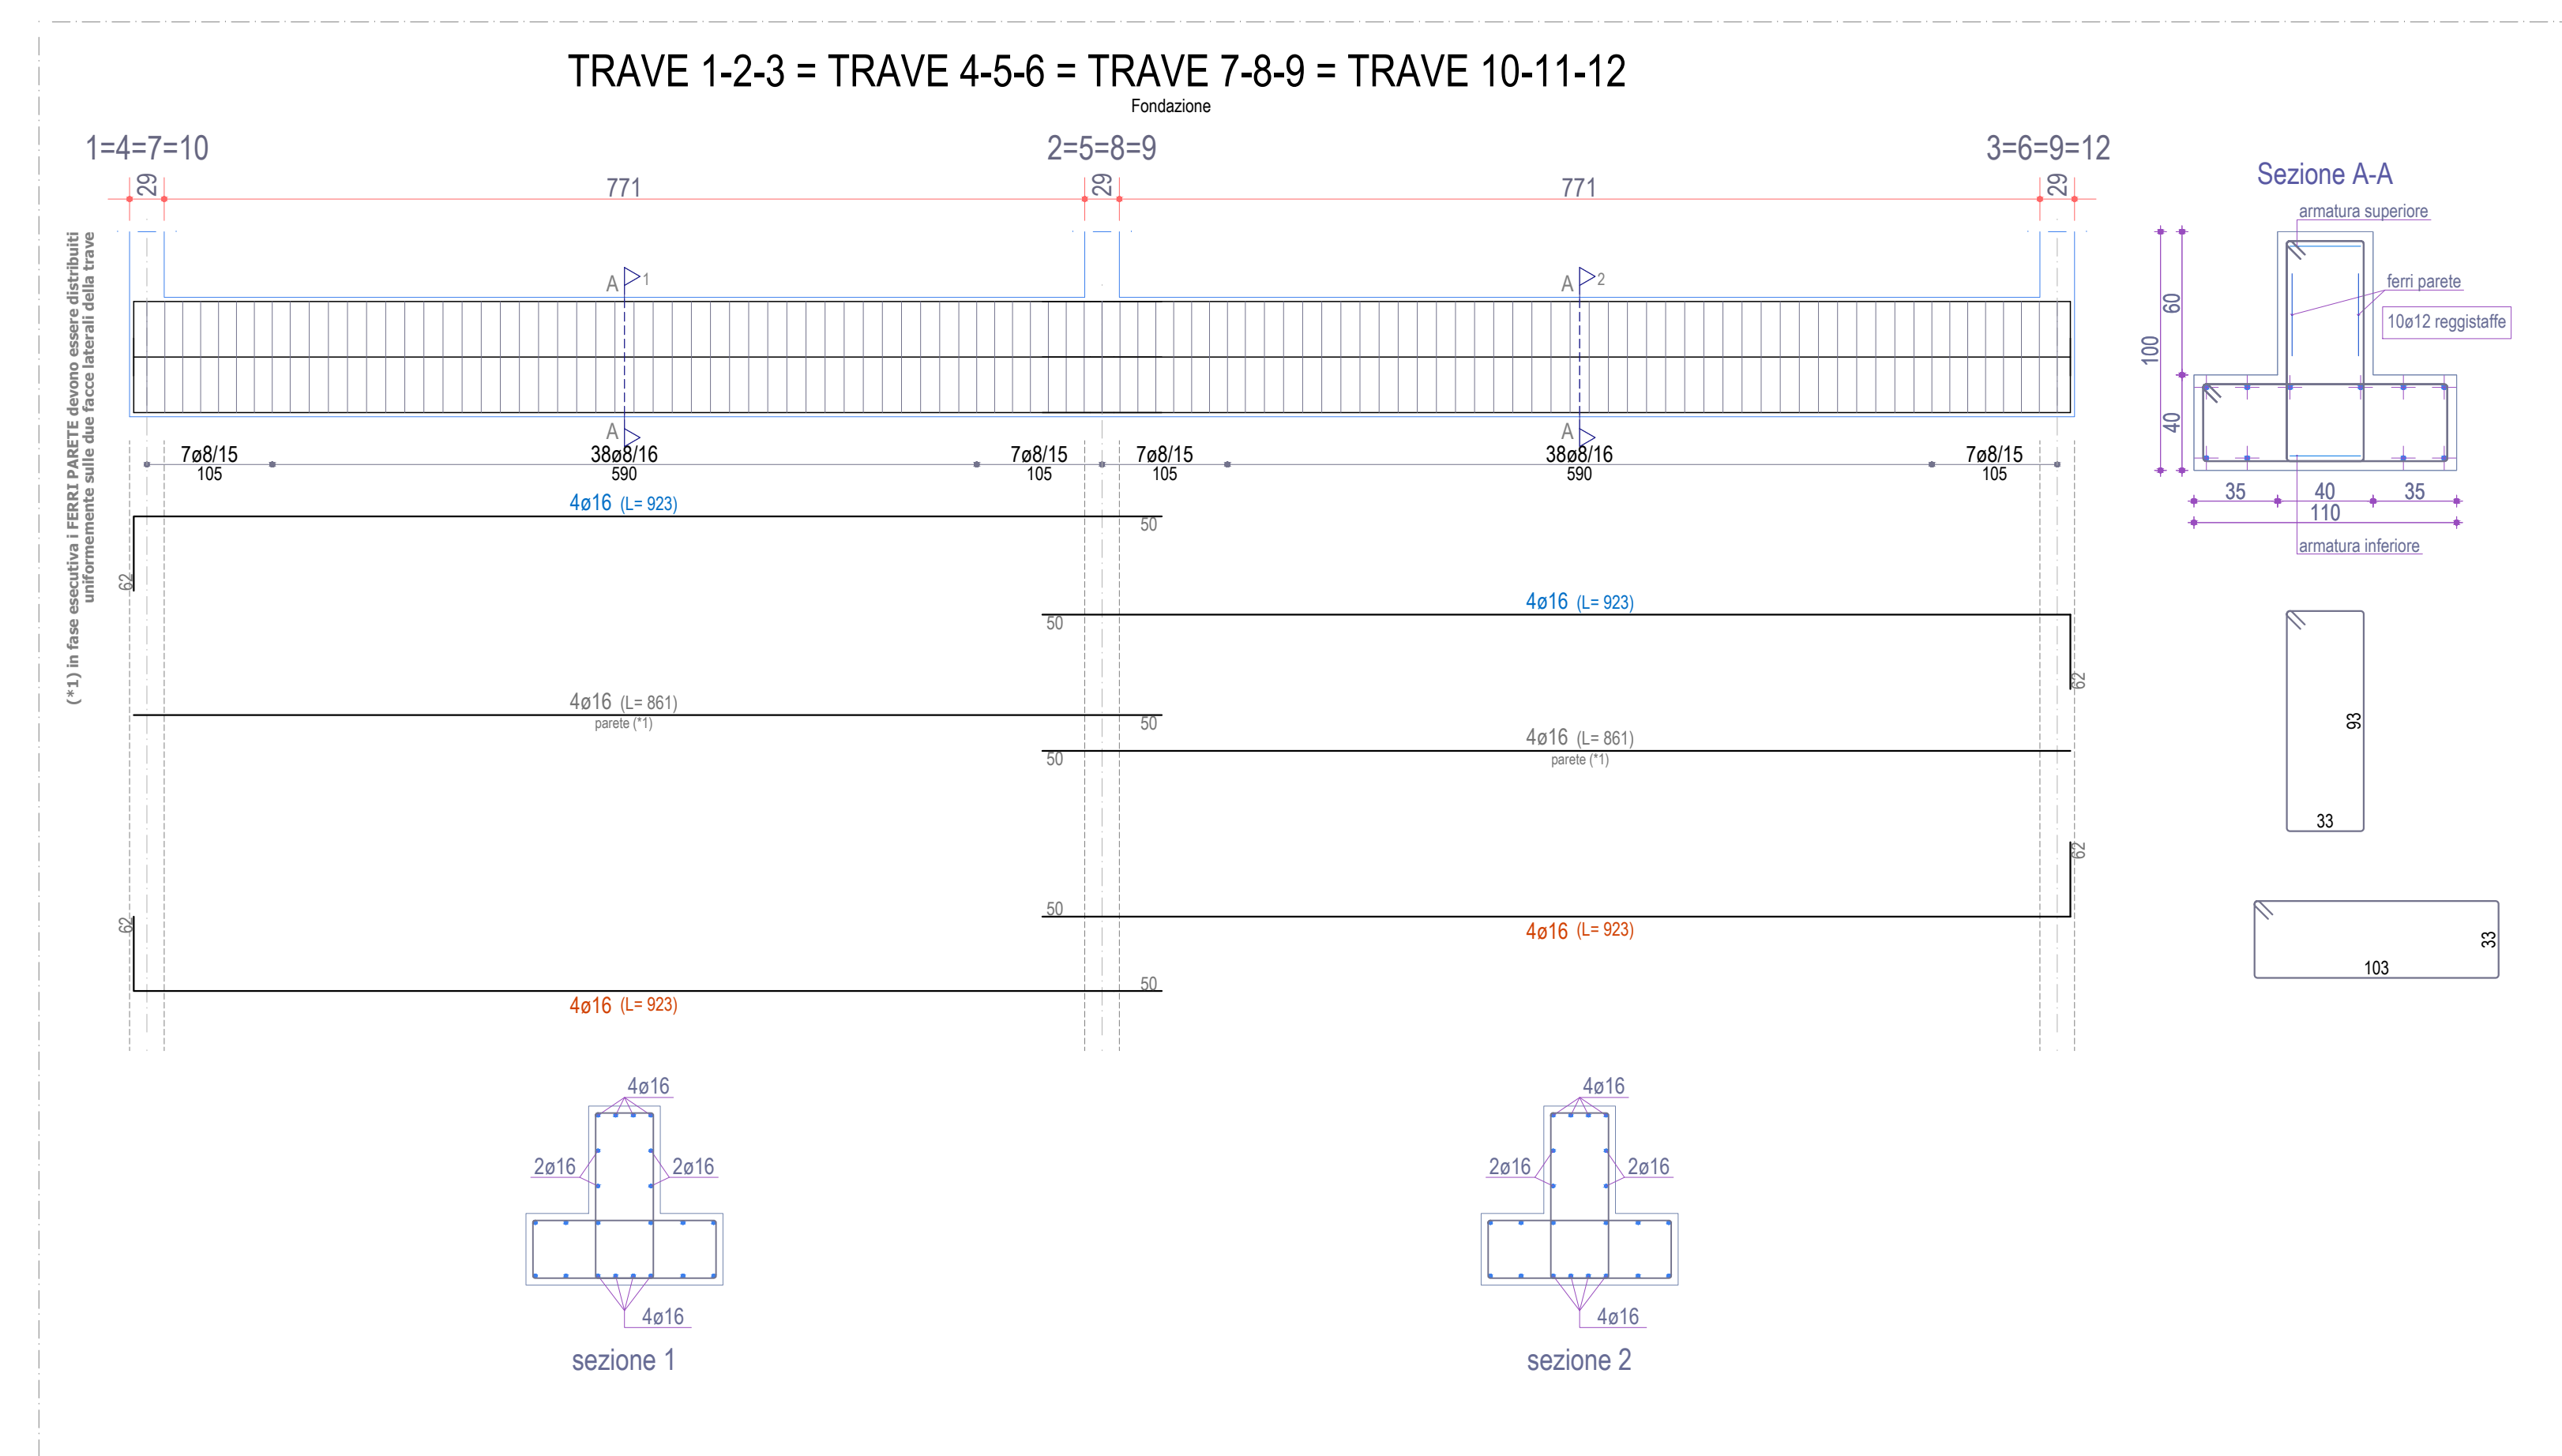 TRAVE 1-2-3 = TRAVE 4-5-6 = TRAVE 7-8-9 = TRAVE 10-11-12
Fondazione
1=4=7=10
2=5=8=9
3=6=9=12
29
771
29
771
29
(*1) in fase esecutiva i FERRI PARETE devono essere distribuiti
uniformemente sulle due facce laterali della trave
A
1
A
2
A
A
7ø8/15
105
38ø8/16
590
7ø8/15
105
7ø8/15
105
38ø8/16
590
7ø8/15
105
4ø16 (L= 923)
50
62
4ø16 (L= 923)
50
62
4ø16 (L= 861)
parete (*1)
50
4ø16 (L= 861)
parete (*1)
50
62
50
4ø16 (L= 923)
62
50
4ø16 (L= 923)
4ø16
2ø16
2ø16
4ø16
sezione 1
4ø16
2ø16
2ø16
4ø16
sezione 2
Sezione A-A
armatura superiore
ferri parete
10ø12 reggistaffe
100
60
40
35
40
35
110
armatura inferiore
93
33
33
103